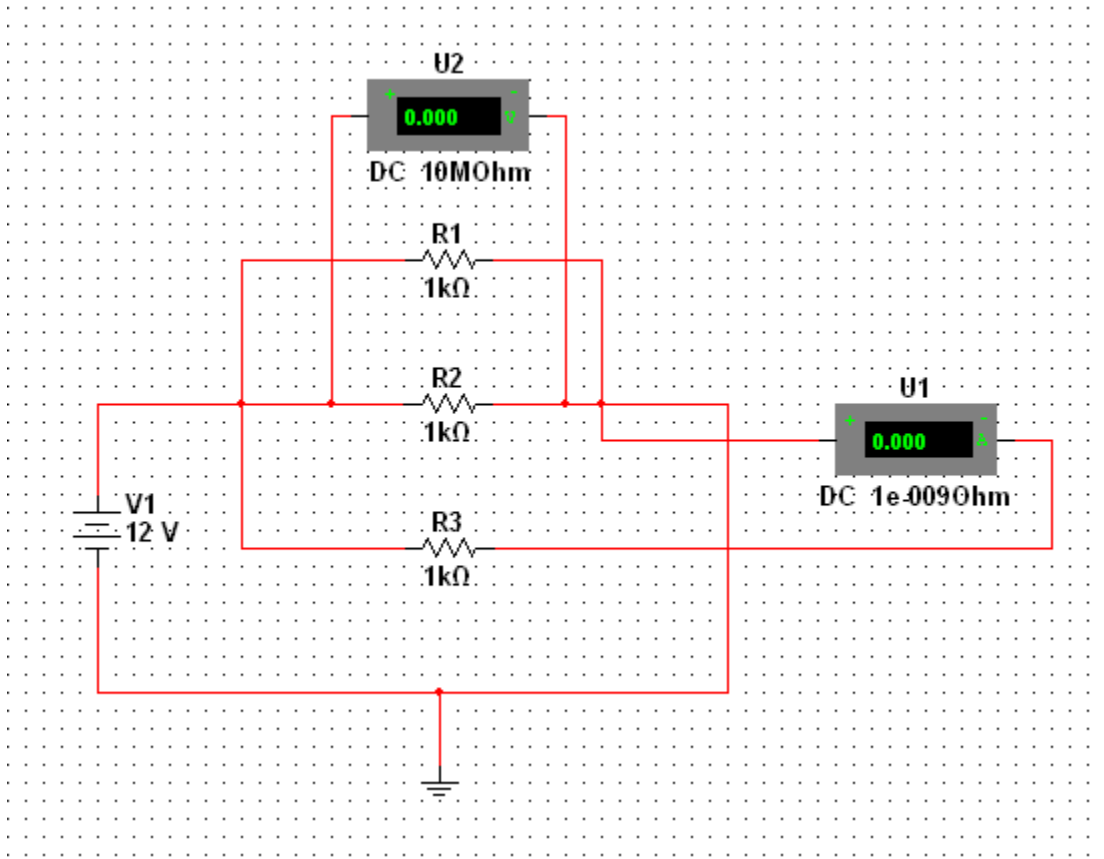 U2
+ -
0.000 V
DC 10MOhm
R1
1kΩ
R2
1kΩ
U1
+ -
0.000 A
DC 1e-009Ohm
V1
12 V
R3
1kΩ